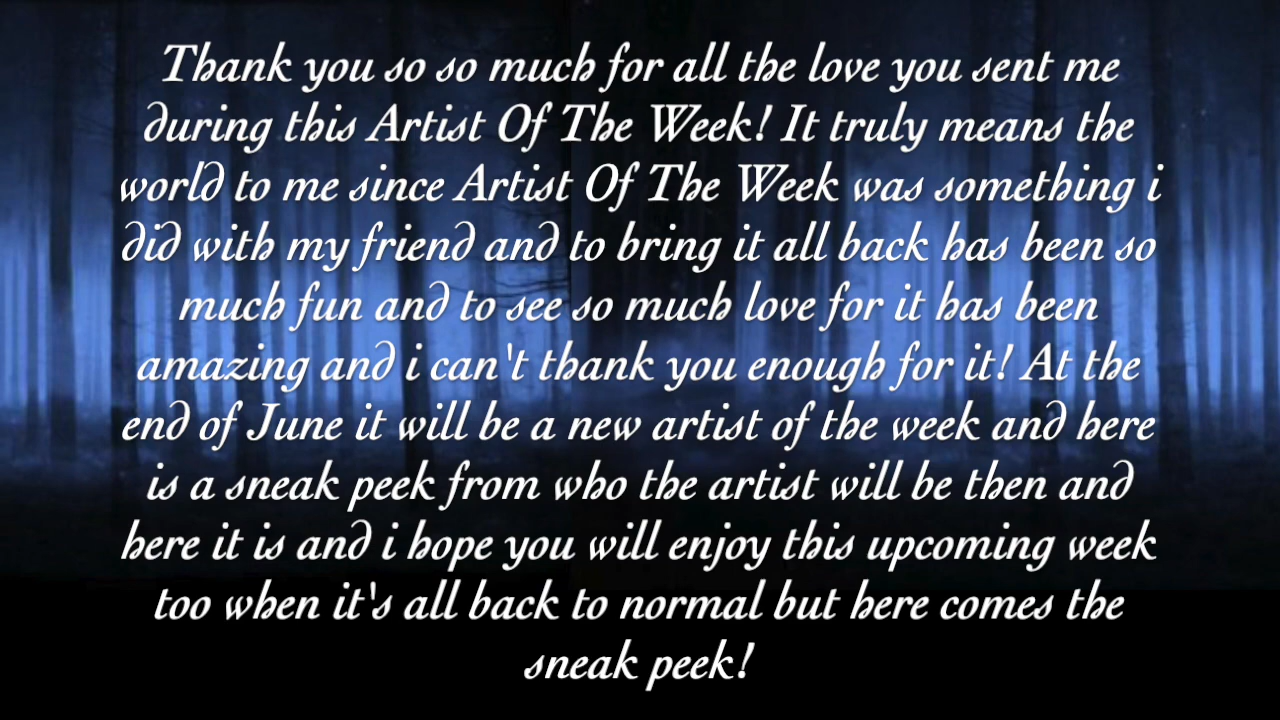 Thank you so so much for all the love you sent me
during this Artist Of The Week! It truly means the
world to me since Artist Of The Week was something i
did with my friend and to bring it all back has been so
much fun and to see so much love for it has been
amazing and i can't thank you enough for it! At the
end of June it will be a new artist of the week and here
is a sneak peek from who the artist will be then and
here it is and i hope you will enjoy this upcoming week
too when it's all back to normal but here comes the
sneak peek!